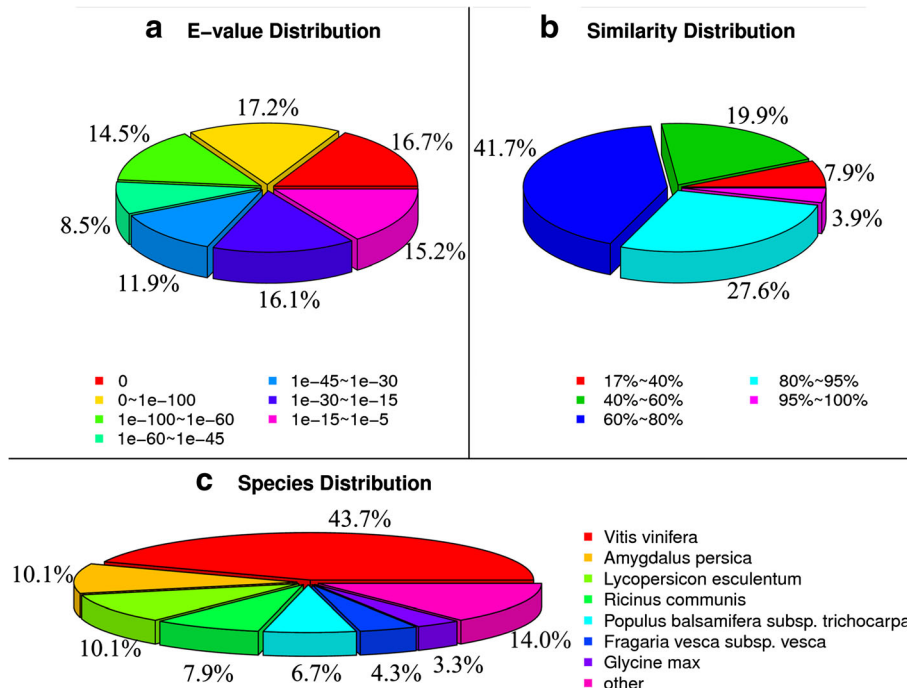 a E-value Distribution
17.2%
14.5%
16.7%
8.5%
15.2%
11.9%
16.1%
0
0~1e-100
1e-100~1e-60
1e-60~1e-45
1e-45~1e-30
1e-30~1e-15
1e-15~1e-5
b Similarity Distribution
19.9%
41.7%
7.9%
3.9%
27.6%
17%~40%
40%~60%
60%~80%
80%~95%
95%~100%
c Species Distribution
43.7%
10.1%
10.1%
7.9%
6.7%
4.3%
3.3%
14.0%
Vitis vinifera
Amygdalus persica
Lycopersicon esculentum
Ricinus communis
Populus balsamifera subsp. trichocarpa
Fragaria vesca subsp. vesca
Glycine max
other